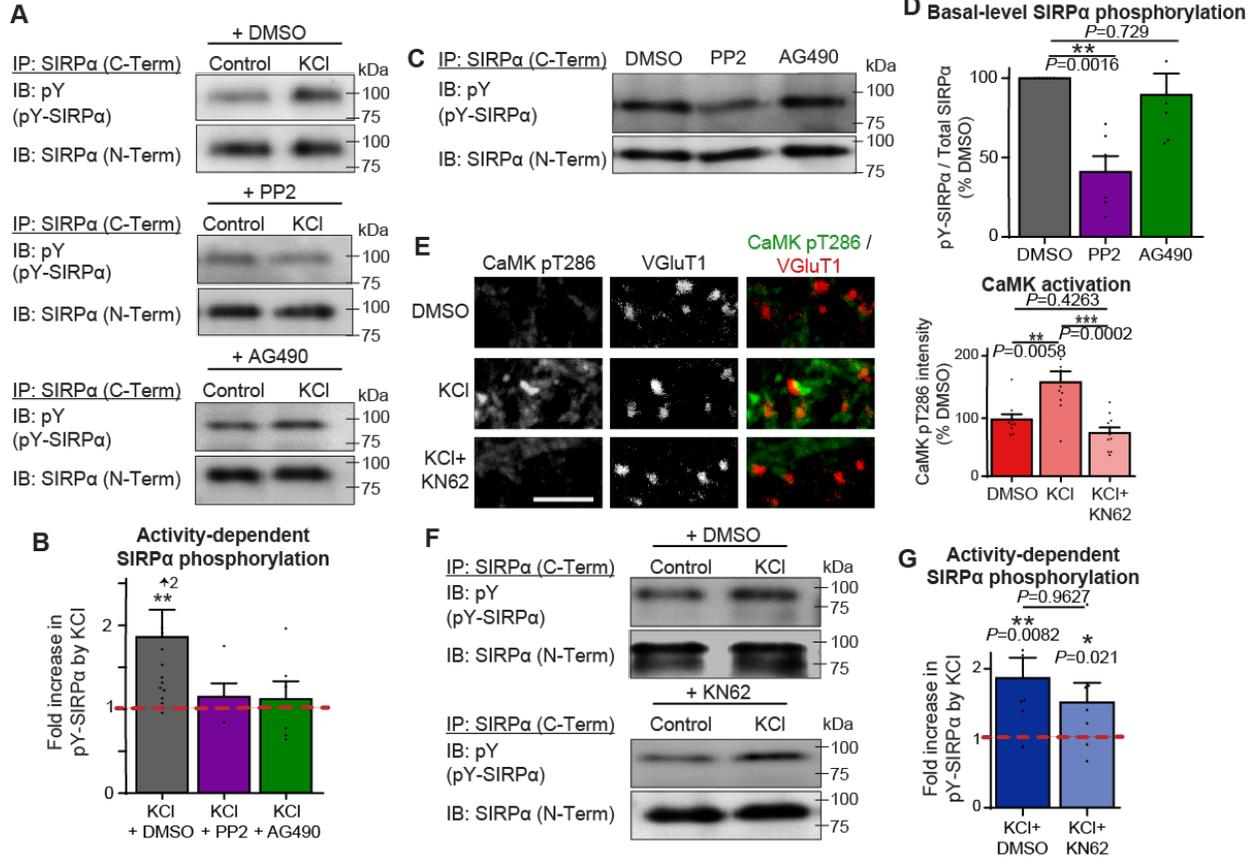 A
+ DMSO
IP: SIRPα (C-Term) Control KCl kDa
IB: pY
(pY-SIRPα)
100
75
IB: SIRPα (N-Term)
100
75
+ PP2
IP: SIRPα (C-Term) Control KCl kDa
IB: pY
(pY-SIRPα)
100
75
IB: SIRPα (N-Term)
100
75
+ AG490
IP: SIRPα (C-Term) Control KCl kDa
IB: pY
(pY-SIRPα)
100
75
IB: SIRPα (N-Term)
100
75
B
Activity-dependent
SIRPα phosphorylation
Fold increase in
pY-SIRPα by KCl
2
**
2
1
0
KCl KCl KCl
+ DMSO + PP2 + AG490
C
IP: SIRPα (C-Term) DMSO PP2 AG490 kDa
IB: pY
(pY-SIRPα)
100
75
IB: SIRPα (N-Term)
100
75
D
Basal-level SIRPα phosphorylation
P=0.729
**
P=0.0016
pY-SIRPα / Total SIRPα
(% DMSO)
100
50
0
DMSO PP2 AG490
E
CaMK pT286 VGluT1 CaMK pT286 /
VGluT1
DMSO
KCl
KCl+
KN62
CaMK activation
P=0.4263
***
P=0.0002
**
P=0.0058
CaMK pT286 intensity
(% DMSO)
200
100
0
DMSO KCl KCl+
KN62
F
+ DMSO
IP: SIRPα (C-Term) Control KCl kDa
IB: pY
(pY-SIRPα)
100
75
IB: SIRPα (N-Term)
100
75
+ KN62
IP: SIRPα (C-Term) Control KCl kDa
IB: pY
(pY-SIRPα)
100
75
IB: SIRPα (N-Term)
100
75
G
Activity-dependent
SIRPα phosphorylation
P=0.9627
**
P=0.0082
*
P=0.021
Fold increase in
pY-SIRPα by KCl
2
1
0
KCl+ KCl+
DMSO KN62